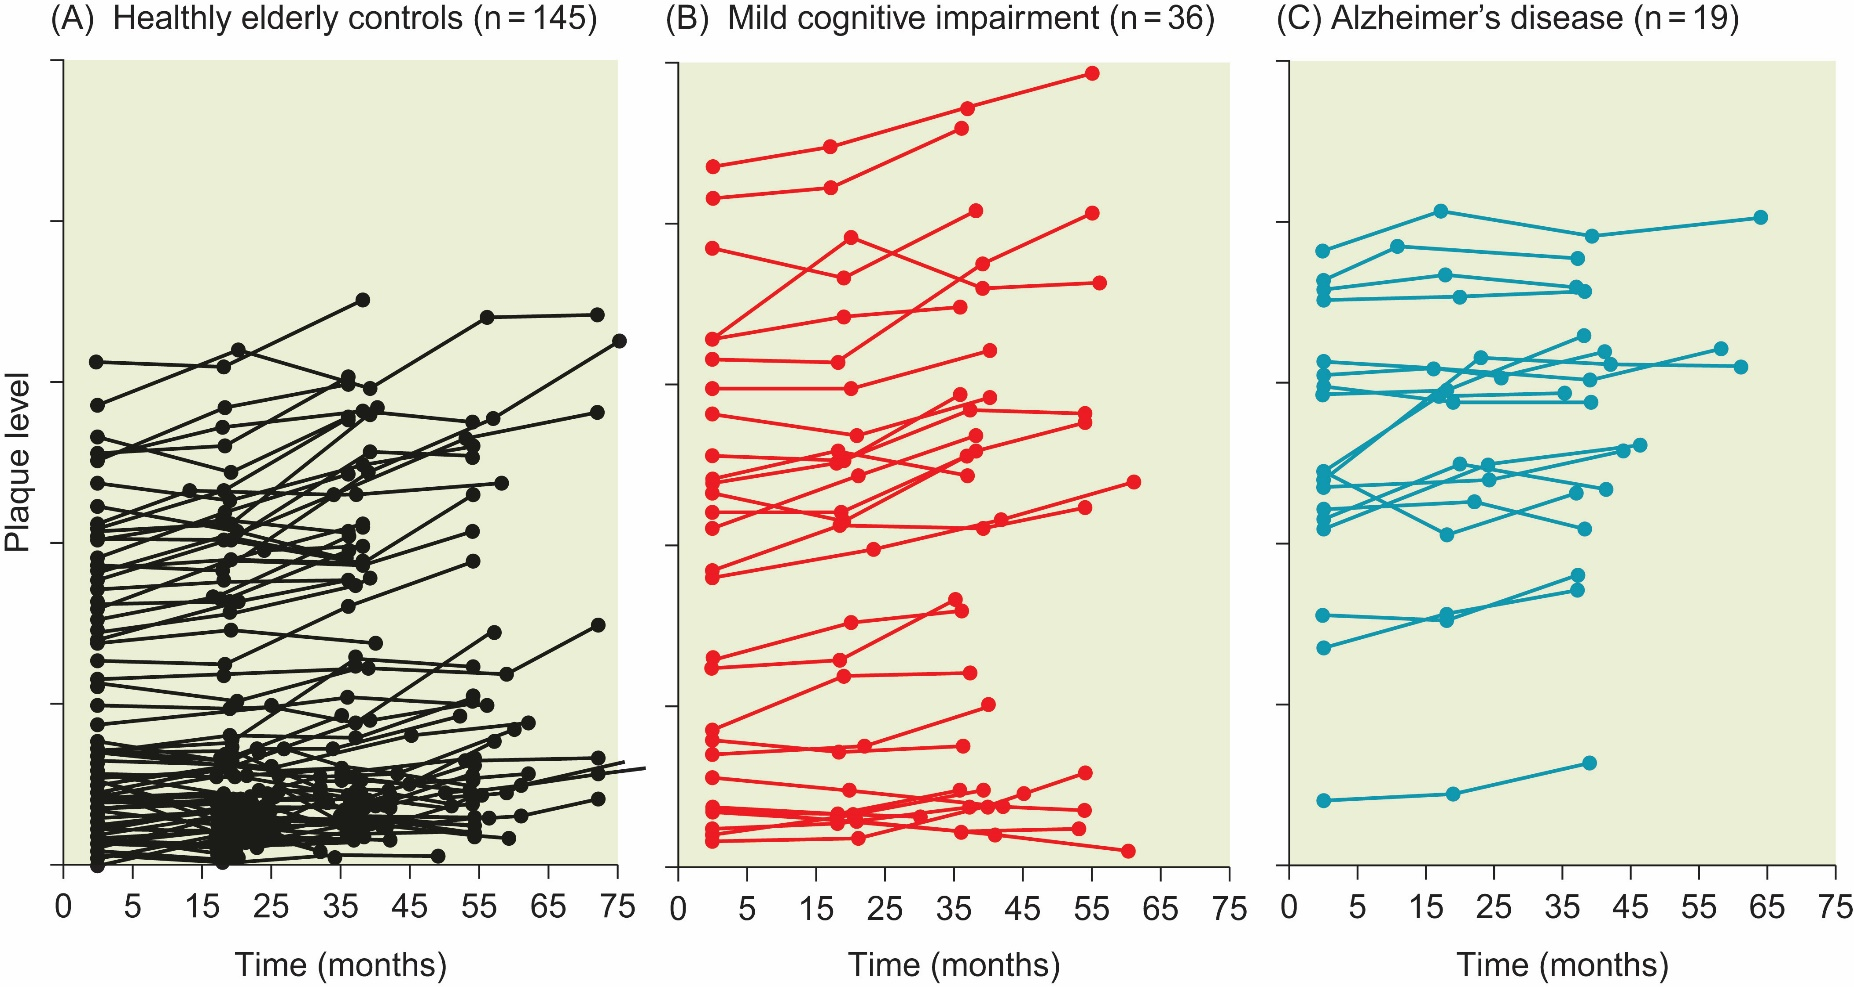 (A) Healthly elderly controls (n = 145)
(B) Mild cognitive impairment (n = 36)
(C) Alzheimer's disease (n = 19)
Plaque level
0 5 15 25 35 45 55 65 75
0 5 15 25 35 45 55 65 75
0 5 15 25 35 45 55 65 75
Time (months)
Time (months)
Time (months)